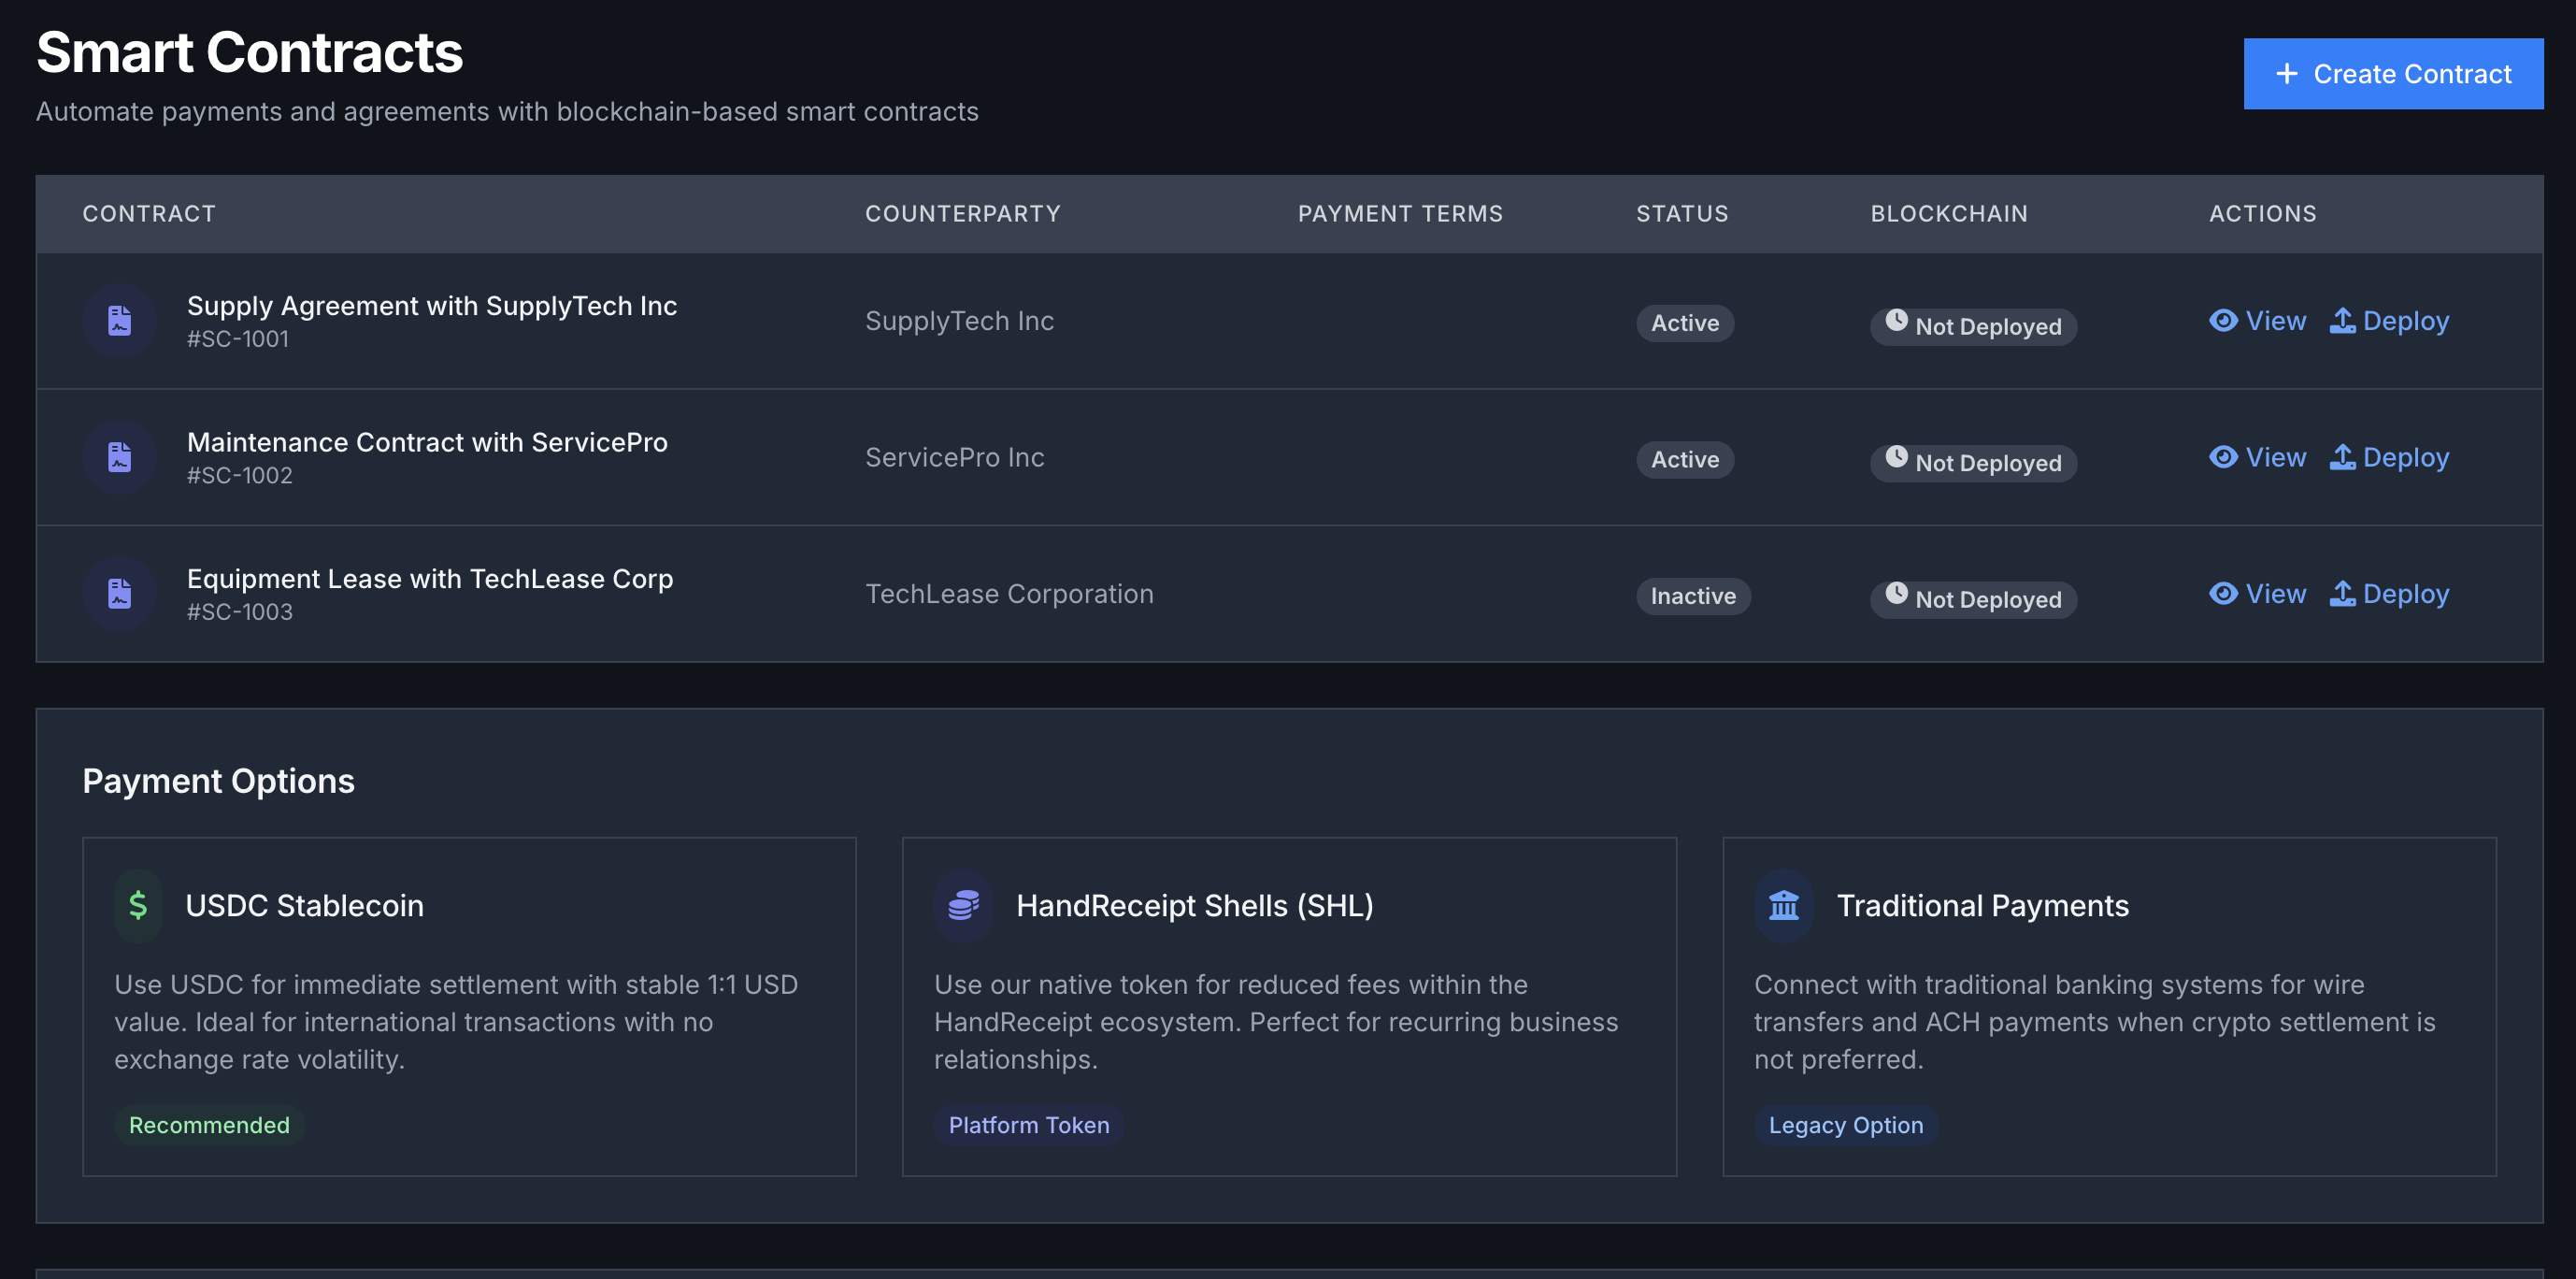 Smart Contracts
Automate payments and agreements with blockchain-based smart contracts
+ Create Contract
CONTRACT COUNTERPARTY PAYMENT TERMS STATUS BLOCKCHAIN ACTIONS
Supply Agreement with SupplyTech Inc
#SC-1001
SupplyTech Inc
Active
Not Deployed
View Deploy
Maintenance Contract with ServicePro
#SC-1002
ServicePro Inc
Active
Not Deployed
View Deploy
Equipment Lease with TechLease Corp
#SC-1003
TechLease Corporation
Inactive
Not Deployed
View Deploy
Payment Options
$ USDC Stablecoin
Use USDC for immediate settlement with stable 1:1 USD
value. Ideal for international transactions with no
exchange rate volatility.
Recommended
HandReceipt Shells (SHL)
Use our native token for reduced fees within the
HandReceipt ecosystem. Perfect for recurring business
relationships.
Platform Token
Traditional Payments
Connect with traditional banking systems for wire
transfers and ACH payments when crypto settlement is
not preferred.
Legacy Option